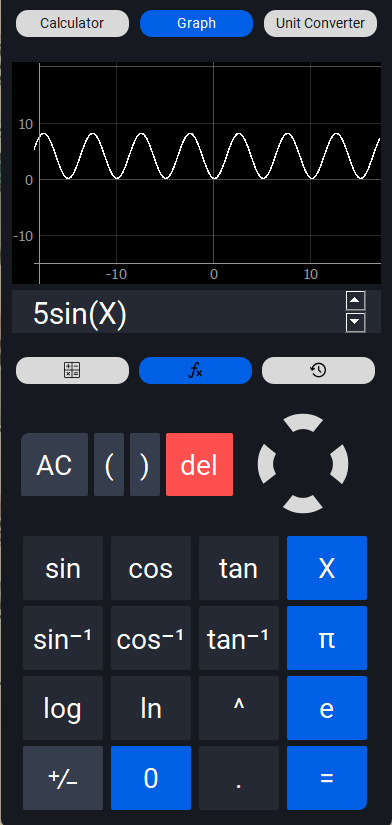 Calculator Graph Unit Converter
10
0
-10
-10 0 10
5sin(X)
fx
AC ( ) del
sin cos tan X
sin⁻¹ cos⁻¹ tan⁻¹ π
log ln ^ e
+/− 0 . =